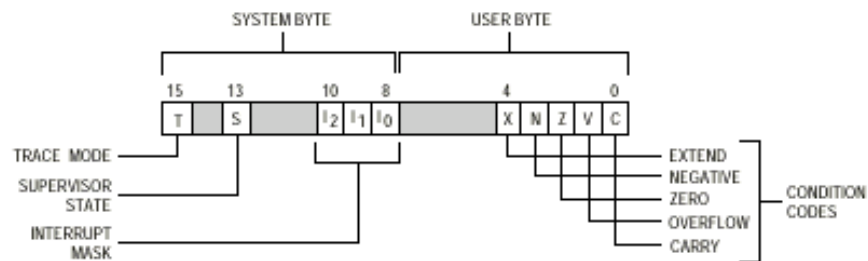 SYSTEM BYTE USER BYTE
15 13 10 8 4 0
T S I2 I1 I0 X N Z V C
TRACE MODE
SUPERVISOR
STATE
INTERRUPT
MASK
EXTEND
NEGATIVE
ZERO
OVERFLOW
CARRY
CONDITION
CODES